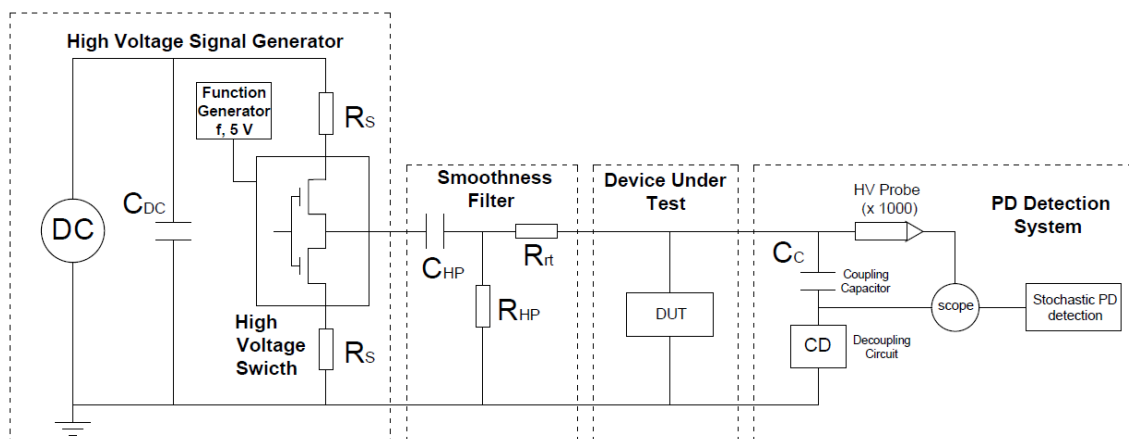 High Voltage Signal Generator
Function
Generator
f, 5 V
RS
CDC
DC
High
Voltage
Swicth
RS
Smoothness
Filter
CHP
Rrt
RHP
Device Under
Test
DUT
HV Probe
(x 1000)
PD Detection
System
CC
Coupling
Capacitor
scope
Stochastic PD
detection
CD
Decoupling
Circuit